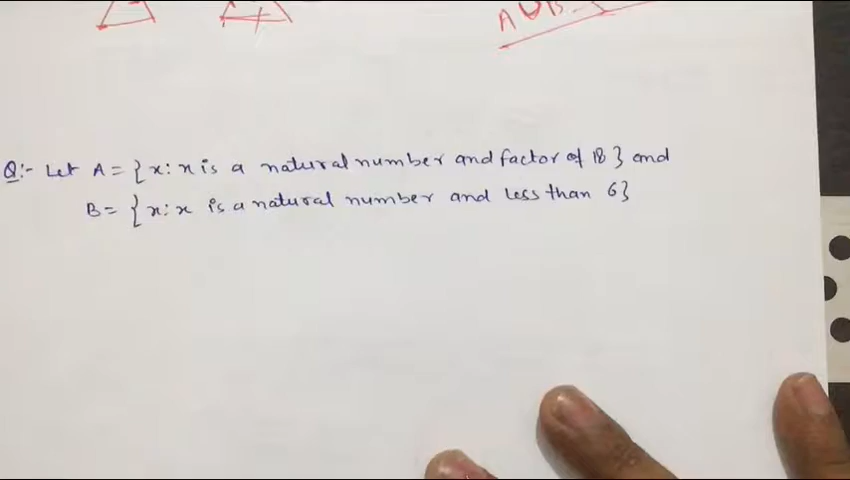 A∪B
Q:- Let A = {x: x is a natural number and factor of 18} and
B = {x: x is a natural number and less than 6}